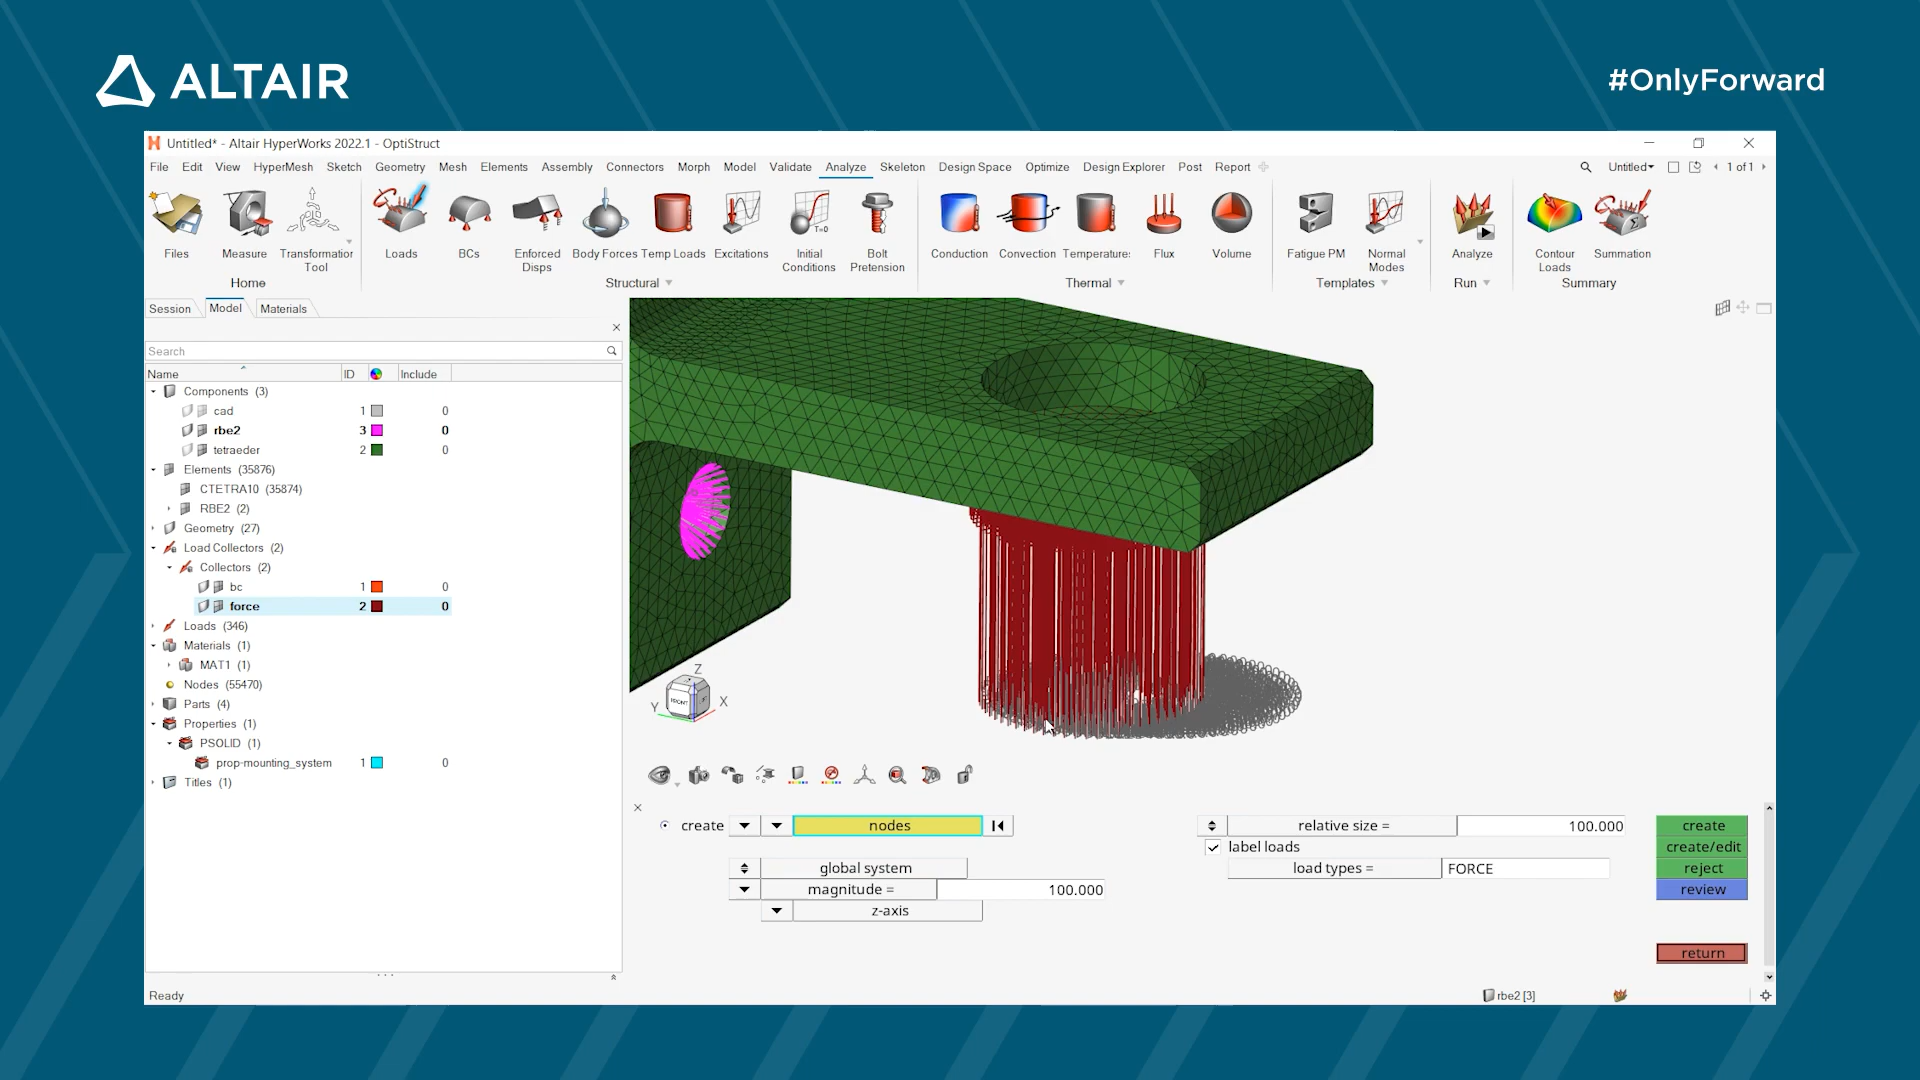 ALTAIR
#OnlyForward
Untitled* - Altair HyperWorks 2022.1 - OptiStruct
File Edit View HyperMesh Sketch Geometry Mesh Elements Assembly Connectors Morph Model Validate Analyze Skeleton Design Space Optimize Design Explorer Post Report Untitled 1 of 1
T=0
Files Measure Transformation Loads BCs Enforced Body Forces Temp Loads Excitations Initial Bolt Conduction Convection Temperature: Flux Volume Fatigue PM Normal Analyze Contour Summation
Tool Disps Conditions Pretension Modes Loads
Home Structural Thermal Templates Run Summary
Session Model Materials
Search
Name ID Include
Components (3)
cad 1 0
rbe2 3 0
tetraeder 2 0
Elements (35876)
CTETRA10 (35874)
RBE2 (2)
Geometry (27)
Load Collectors (2)
Collectors (2)
bc 1 0
force 2 0
Loads (346)
Materials (1)
MAT1 (1)
Nodes (55470)
Parts (4)
Properties (1)
PSOLID (1)
prop-mounting_system 1 0
Titles (1)
Z
FRONT
Y X
create nodes relative size = 100.000 create
label loads create/edit
global system load types = FORCE reject
magnitude = 100.000 review
z-axis
return
Ready rbe2 [3]